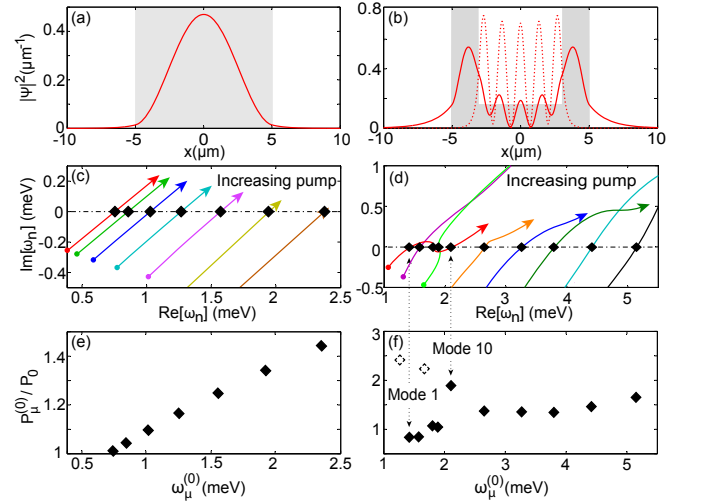 (a)
0.4
0.2
0
|Ψ|²(μm⁻¹)
-10 -5 0 5 10
x(μm)
(b)
0.8
0.4
0
-10 -5 0 5 10
x(μm)
(c) Increasing pump
0.2
0
-0.2
-0.4
Im[ωₙ] (meV)
0.5 1 1.5 2 2.5
Re[ωₙ] (meV)
(d) Increasing pump
1
0.5
0
-0.5
1 2 3 4 5
Re[ωₙ] (meV)
(e)
1.4
1.2
1
P_μ^(0)/P₀
0.5 1 1.5 2 2.5
ω_μ^(0) (meV)
(f)
3
2
1
Mode 10
Mode 1
1 2 3 4 5
ω_μ^(0) (meV)